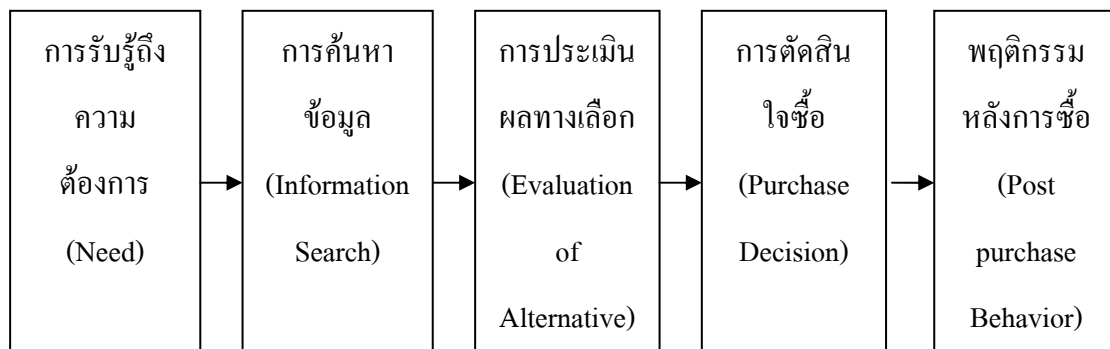 การรับรู้ถึง
ความ
ต้องการ
(Need)
การค้นหา
ข้อมูล
(Information
Search)
การประเมิน
ผลทางเลือก
(Evaluation
of
Alternative)
การตัดสิน
ใจซื้อ
(Purchase
Decision)
พฤติกรรม
หลังการซื้อ
(Post
purchase
Behavior)